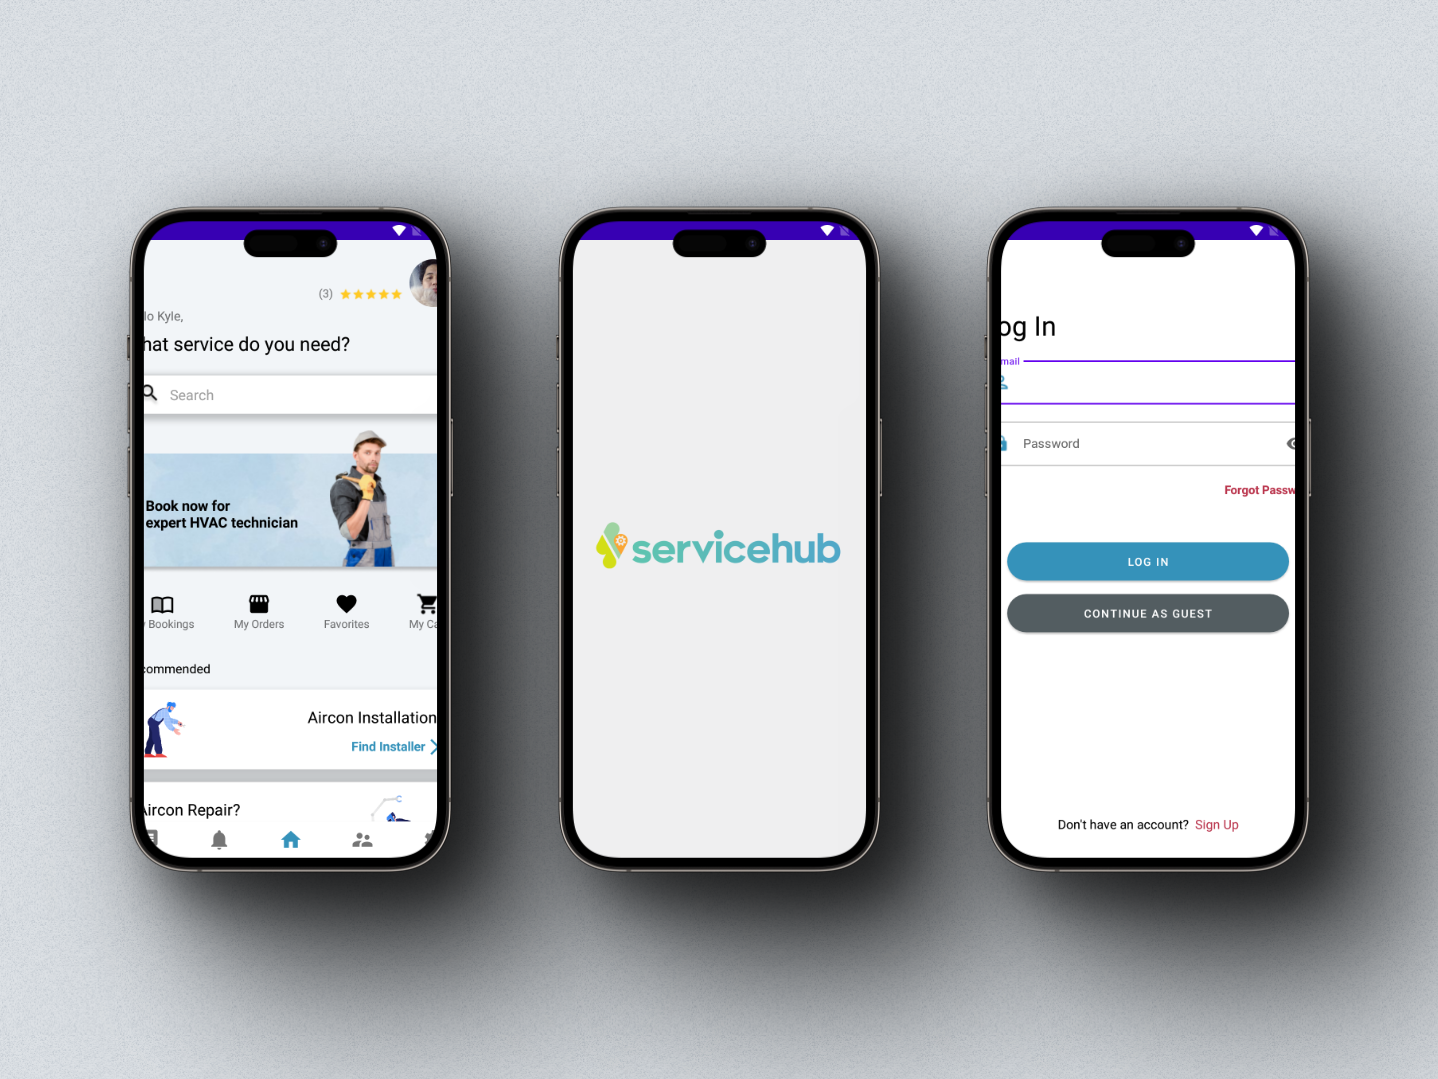 (3)
lo Kyle,
hat service do you need?
Search
Book now for
expert HVAC technician
Bookings
My Orders
Favorites
My Ca
commended
Aircon Installation
Find Installer
Aircon Repair?
servicehub
og In
mail
Password
Forgot Passw
LOG IN
CONTINUE AS GUEST
Don't have an account? Sign Up